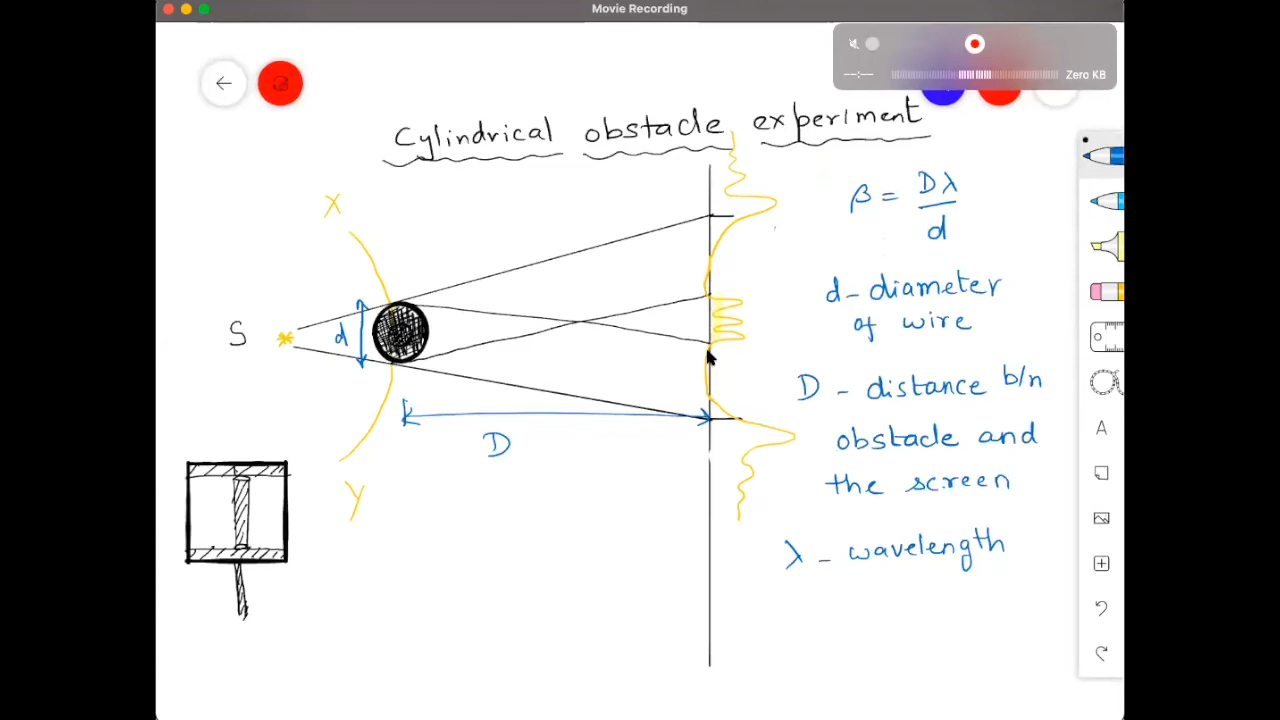 Movie Recording
--:--
Zero KB
Cylindrical obstacle experiment
X
β = Dλ
d
S
d
d - diameter
of wire
D - distance b/n
obstacle and
the screen
D
Y
λ - wavelength
A